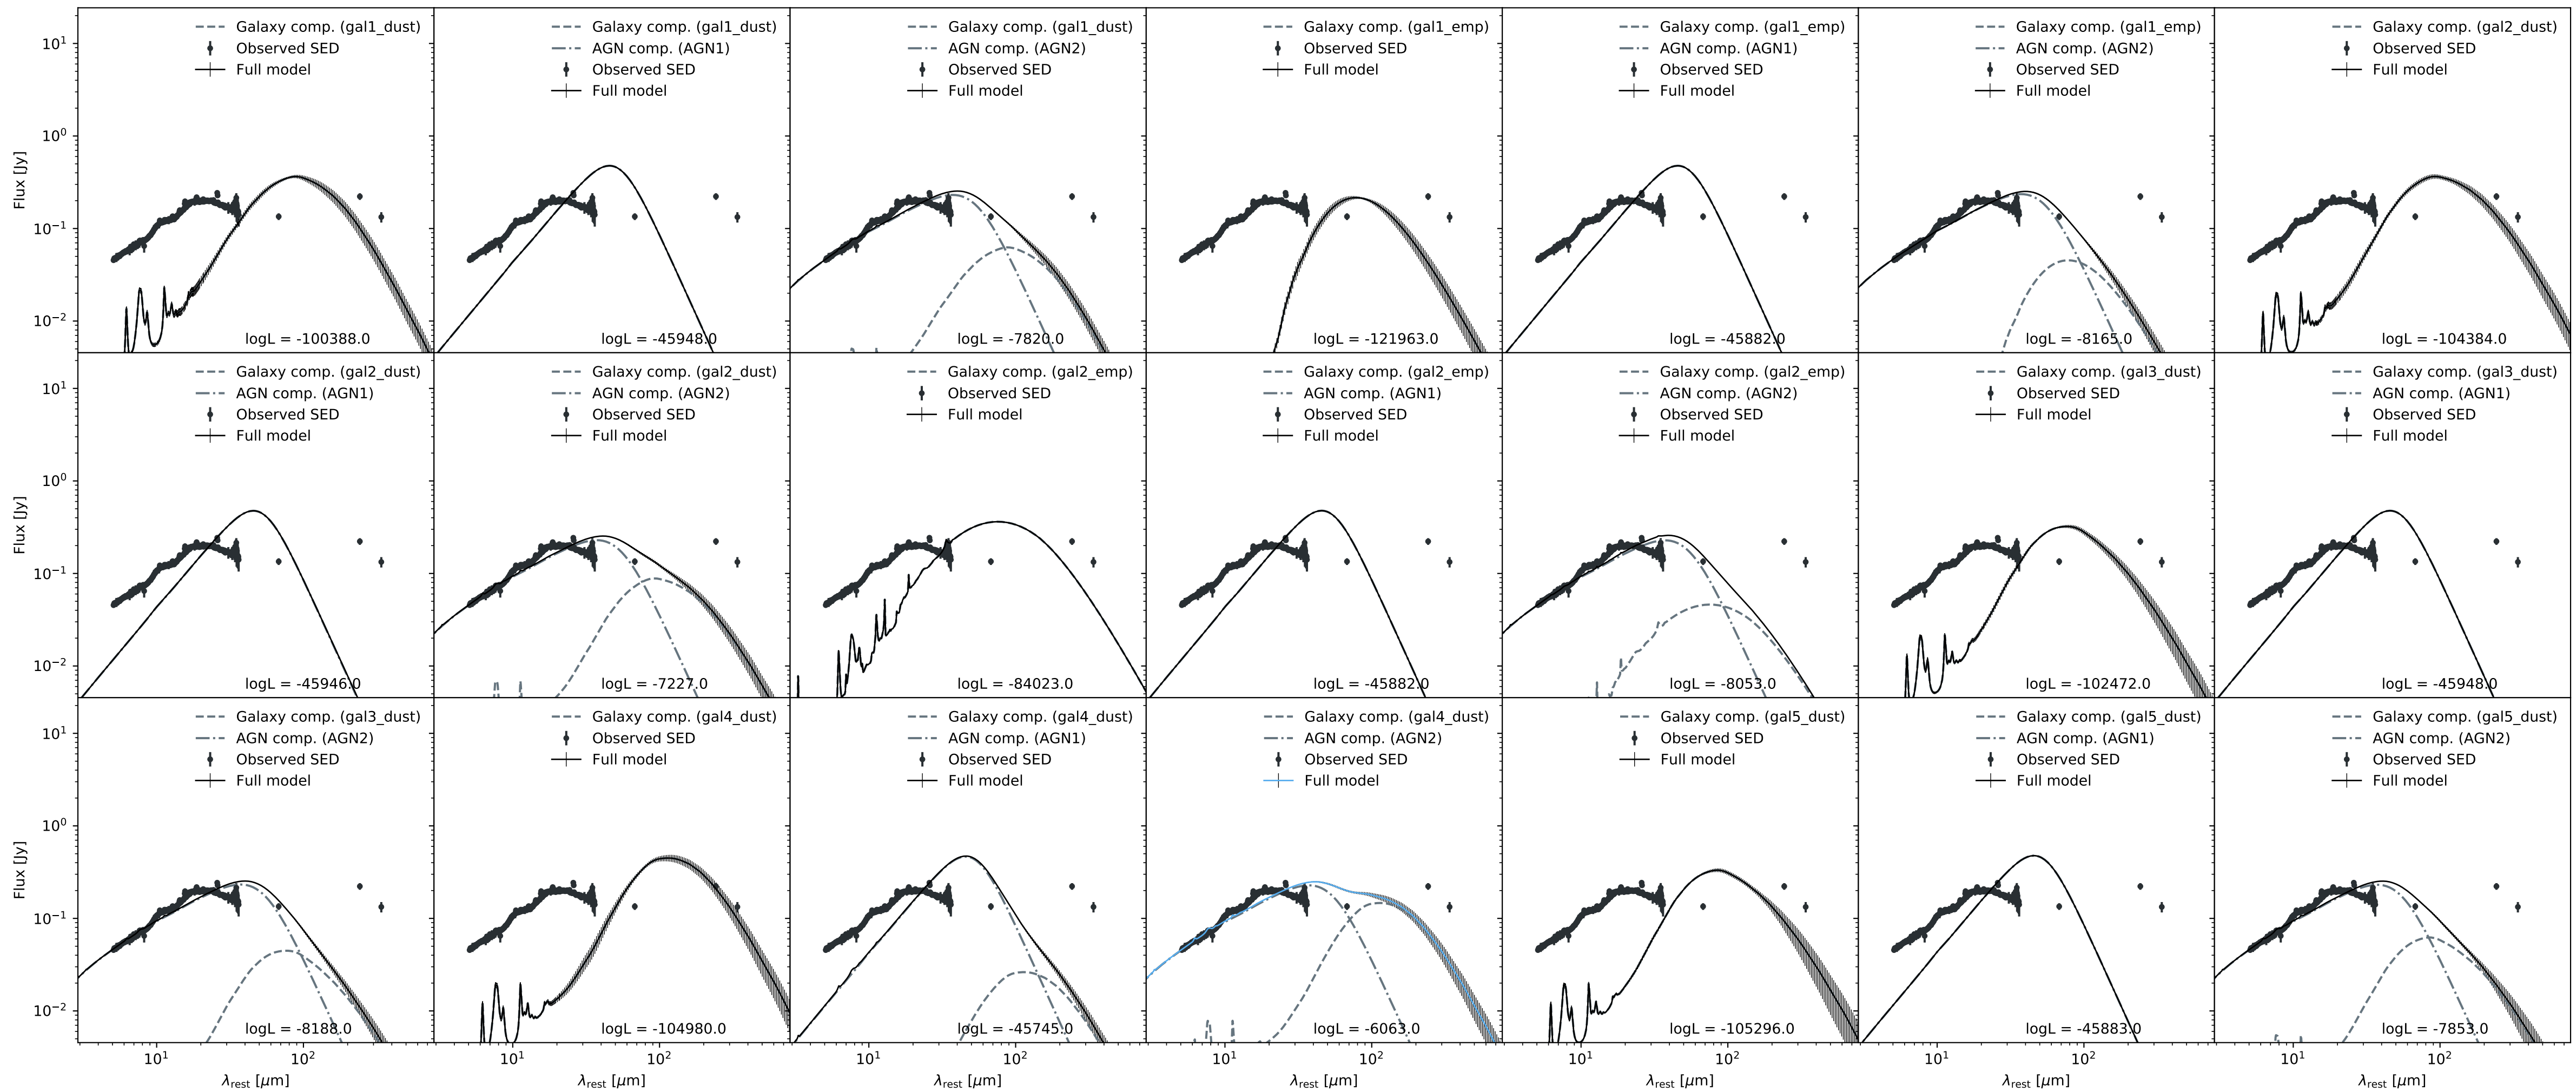 Galaxy comp. (gal1_dust)
Observed SED
Full model
logL = -100388.0
Galaxy comp. (gal1_dust)
AGN comp. (AGN1)
Observed SED
Full model
logL = -45948.0
Galaxy comp. (gal1_dust)
AGN comp. (AGN2)
Observed SED
Full model
logL = -7820.0
Galaxy comp. (gal1_emp)
Observed SED
Full model
logL = -121963.0
Galaxy comp. (gal1_emp)
AGN comp. (AGN1)
Observed SED
Full model
logL = -45882.0
Galaxy comp. (gal1_emp)
AGN comp. (AGN2)
Observed SED
Full model
logL = -8165.0
Galaxy comp. (gal2_dust)
Observed SED
Full model
logL = -104384.0
Flux [Jy]
10¹
10⁰
10⁻¹
10⁻²
Galaxy comp. (gal2_dust)
AGN comp. (AGN1)
Observed SED
Full model
logL = -45946.0
Galaxy comp. (gal2_dust)
AGN comp. (AGN2)
Observed SED
Full model
logL = -7227.0
Galaxy comp. (gal2_emp)
Observed SED
Full model
logL = -84023.0
Galaxy comp. (gal2_emp)
AGN comp. (AGN1)
Observed SED
Full model
logL = -45882.0
Galaxy comp. (gal2_emp)
AGN comp. (AGN2)
Observed SED
Full model
logL = -8053.0
Galaxy comp. (gal3_dust)
Observed SED
Full model
logL = -102472.0
Galaxy comp. (gal3_dust)
AGN comp. (AGN1)
Observed SED
Full model
logL = -45948.0
Flux [Jy]
10¹
10⁰
10⁻¹
10⁻²
Galaxy comp. (gal3_dust)
AGN comp. (AGN2)
Observed SED
Full model
logL = -8188.0
Galaxy comp. (gal4_dust)
Observed SED
Full model
logL = -104980.0
Galaxy comp. (gal4_dust)
AGN comp. (AGN1)
Observed SED
Full model
logL = -45745.0
Galaxy comp. (gal4_dust)
AGN comp. (AGN2)
Observed SED
Full model
logL = -6063.0
Galaxy comp. (gal5_dust)
Observed SED
Full model
logL = -105296.0
Galaxy comp. (gal5_dust)
AGN comp. (AGN1)
Observed SED
Full model
logL = -45883.0
Galaxy comp. (gal5_dust)
AGN comp. (AGN2)
Observed SED
Full model
logL = -7853.0
Flux [Jy]
10¹
10⁰
10⁻¹
10⁻²
10¹ 10² 10¹ 10² 10¹ 10² 10¹ 10² 10¹ 10² 10¹ 10² 10¹ 10²
λrest [μm] λrest [μm] λrest [μm] λrest [μm] λrest [μm] λrest [μm] λrest [μm]